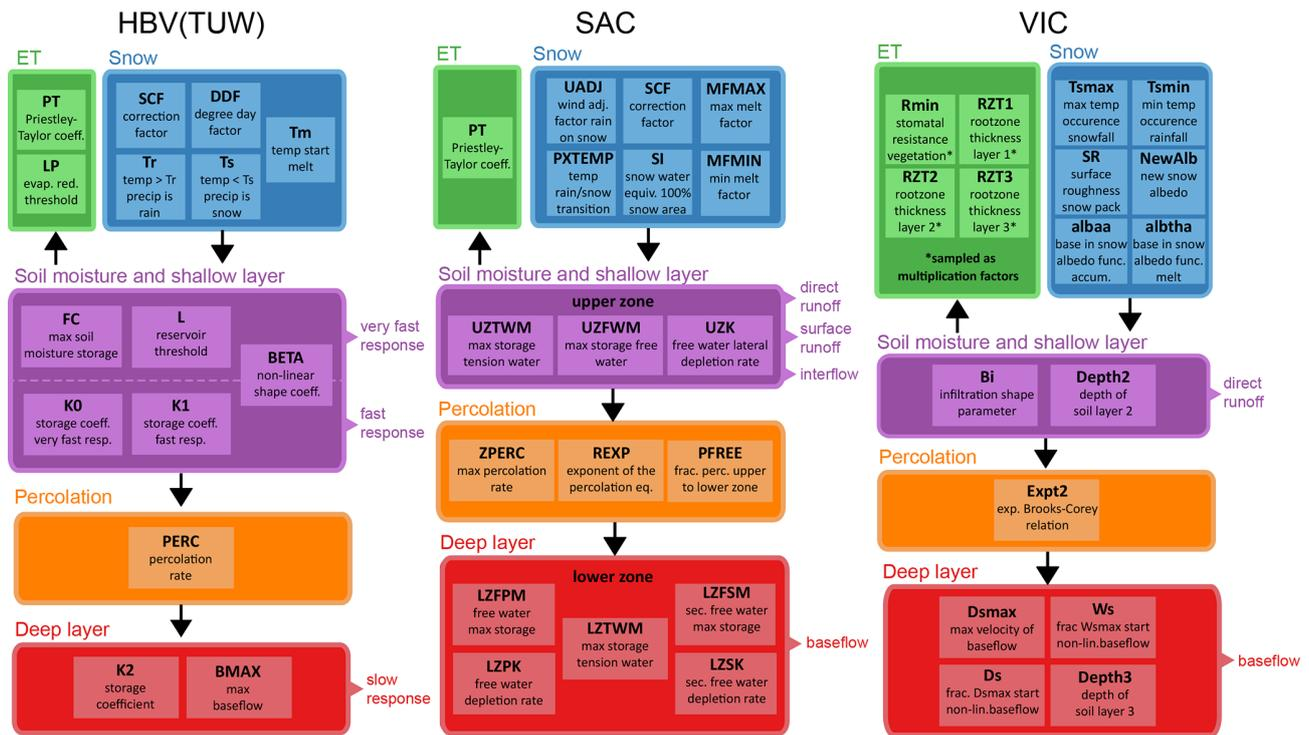 HBV(TUW)
ET
Snow
PT
Priestley-
Taylor coeff.
LP
evap. red.
threshold
SCF
correction
factor
DDF
degree day
factor
Tm
temp start
melt
Tr
temp > Tr
precip is
rain
Ts
temp < Ts
precip is
snow
Soil moisture and shallow layer
FC
max soil
moisture storage
L
reservoir
threshold
BETA
non-linear
shape coeff.
K0
storage coeff.
very fast resp.
K1
storage coeff.
fast resp.
very fast
response
fast
response
Percolation
PERC
percolation
rate
Deep layer
K2
storage
coefficient
BMAX
max
baseflow
slow
response
SAC
ET
Snow
PT
Priestley-
Taylor coeff.
UADJ
wind adj.
factor rain
on snow
SCF
correction
factor
MFMAX
max melt
factor
PXTEMP
temp
rain/snow
transition
SI
snow water
equiv. 100%
snow area
MFMIN
min melt
factor
Soil moisture and shallow layer
upper zone
UZTWM
max storage
tension water
UZFWM
max storage free
water
UZK
free water lateral
depletion rate
direct
runoff
surface
runoff
interflow
Percolation
ZPERC
max percolation
rate
REXP
exponent of the
percolation eq.
PFREE
frac. perc. upper
to lower zone
Deep layer
lower zone
LZFPM
free water
max storage
LZTWM
max storage
tension water
LZFSM
sec. free water
max storage
LZPK
free water
depletion rate
LZSK
sec. free water
depletion rate
baseflow
VIC
ET
Snow
Rmin
stomatal
resistance
vegetation*
RZT1
rootzone
thickness
layer 1*
RZT2
rootzone
thickness
layer 2*
RZT3
rootzone
thickness
layer 3*
*sampled as
multiplication factors
Tsmax
max temp
occurence
snowfall
Tsmin
min temp
occurence
rainfall
SR
surface
roughness
snow pack
NewAlb
new snow
albedo
albaa
base in snow
albedo func.
accum.
albtha
base in snow
albedo func.
melt
Soil moisture and shallow layer
Bi
infiltration shape
parameter
Depth2
depth of
soil layer 2
direct
runoff
Percolation
Expt2
exp. Brooks-Corey
relation
Deep layer
Dsmax
max velocity of
baseflow
Ws
frac Wsmax start
non-lin.baseflow
Ds
frac. Dsmax start
non-lin.baseflow
Depth3
depth of
soil layer 3
baseflow